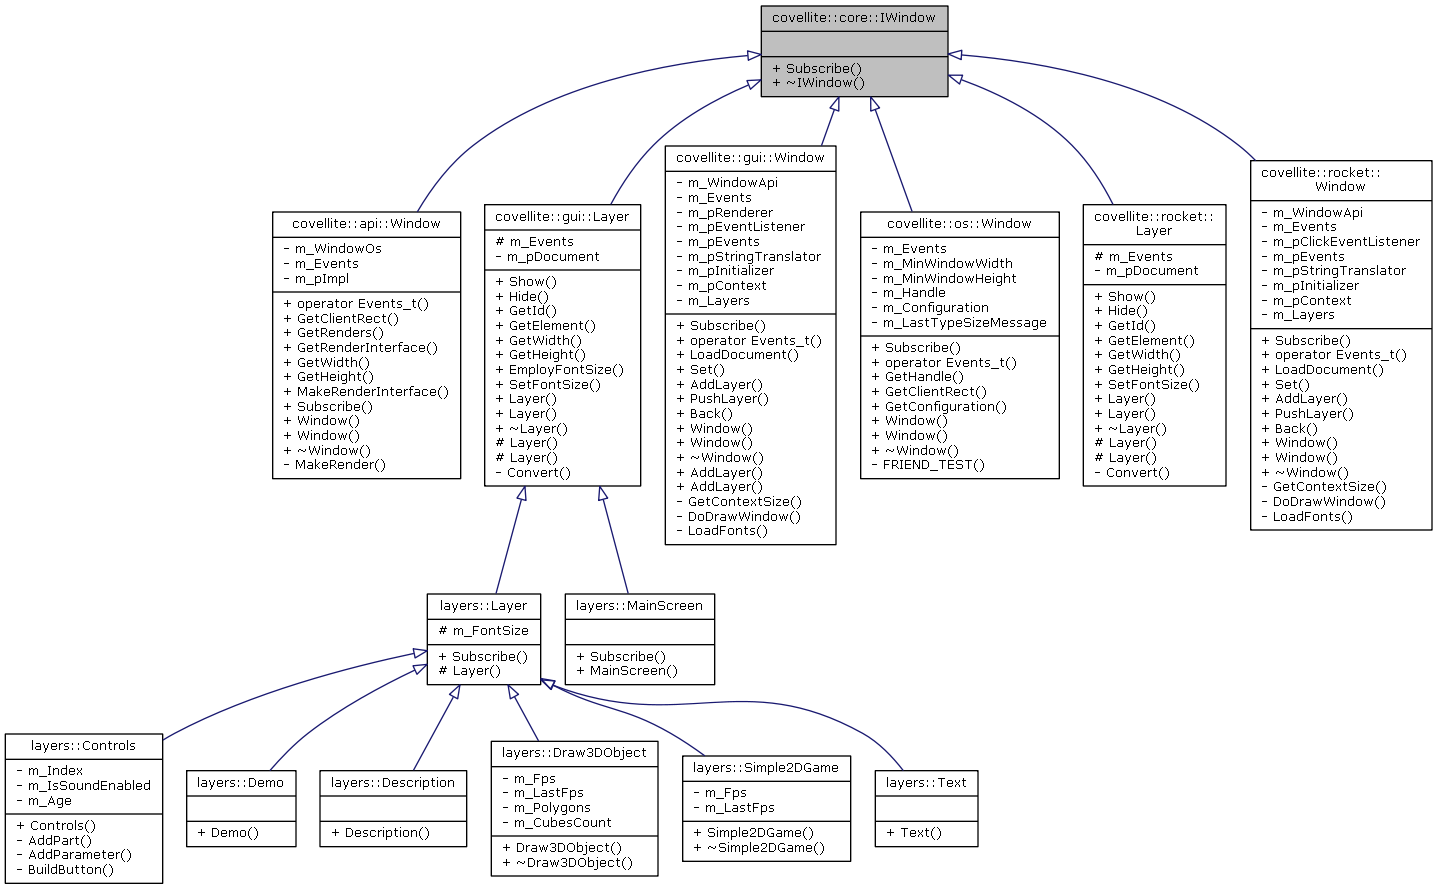 covellite::core::IWindow
+ Subscribe()
+ ~IWindow()
covellite::api::Window
- m_WindowOs
- m_Events
- m_pImpl
+ operator Events_t()
+ GetClientRect()
+ GetRenders()
+ GetRenderInterface()
+ GetWidth()
+ GetHeight()
+ MakeRenderInterface()
+ Subscribe()
+ Window()
+ Window()
+ ~Window()
- MakeRender()
covellite::gui::Layer
# m_Events
- m_pDocument
+ Show()
+ Hide()
+ GetId()
+ GetElement()
+ GetWidth()
+ GetHeight()
+ EmployFontSize()
+ SetFontSize()
+ Layer()
+ Layer()
+ ~Layer()
# Layer()
# Layer()
- Convert()
covellite::gui::Window
- m_WindowApi
- m_Events
- m_pRenderer
- m_pEventListener
- m_pEvents
- m_pStringTranslator
- m_pInitializer
- m_pContext
- m_Layers
+ Subscribe()
+ operator Events_t()
+ LoadDocument()
+ Set()
+ AddLayer()
+ PushLayer()
+ Back()
+ Window()
+ Window()
+ ~Window()
+ AddLayer()
+ AddLayer()
- GetContextSize()
- DoDrawWindow()
- LoadFonts()
covellite::os::Window
- m_Events
- m_MinWindowWidth
- m_MinWindowHeight
- m_Handle
- m_Configuration
- m_LastTypeSizeMessage
+ Subscribe()
+ operator Events_t()
+ GetHandle()
+ GetClientRect()
+ GetConfiguration()
+ Window()
+ Window()
+ ~Window()
- FRIEND_TEST()
covellite::rocket::
Layer
# m_Events
- m_pDocument
+ Show()
+ Hide()
+ GetId()
+ GetElement()
+ GetWidth()
+ GetHeight()
+ SetFontSize()
+ Layer()
+ Layer()
+ ~Layer()
# Layer()
# Layer()
- Convert()
covellite::rocket::
Window
- m_WindowApi
- m_Events
- m_pClickEventListener
- m_pEvents
- m_pStringTranslator
- m_pInitializer
- m_pContext
- m_Layers
+ Subscribe()
+ operator Events_t()
+ LoadDocument()
+ Set()
+ AddLayer()
+ PushLayer()
+ Back()
+ Window()
+ Window()
+ ~Window()
- GetContextSize()
- DoDrawWindow()
- LoadFonts()
layers::Layer
# m_FontSize
+ Subscribe()
# Layer()
layers::MainScreen
+ Subscribe()
+ MainScreen()
layers::Controls
- m_Index
- m_IsSoundEnabled
- m_Age
+ Controls()
- AddPart()
- AddParameter()
- BuildButton()
layers::Demo
+ Demo()
layers::Description
+ Description()
layers::Draw3DObject
- m_Fps
- m_LastFps
- m_Polygons
- m_CubesCount
+ Draw3DObject()
+ ~Draw3DObject()
layers::Simple2DGame
- m_Fps
- m_LastFps
+ Simple2DGame()
+ ~Simple2DGame()
layers::Text
+ Text()